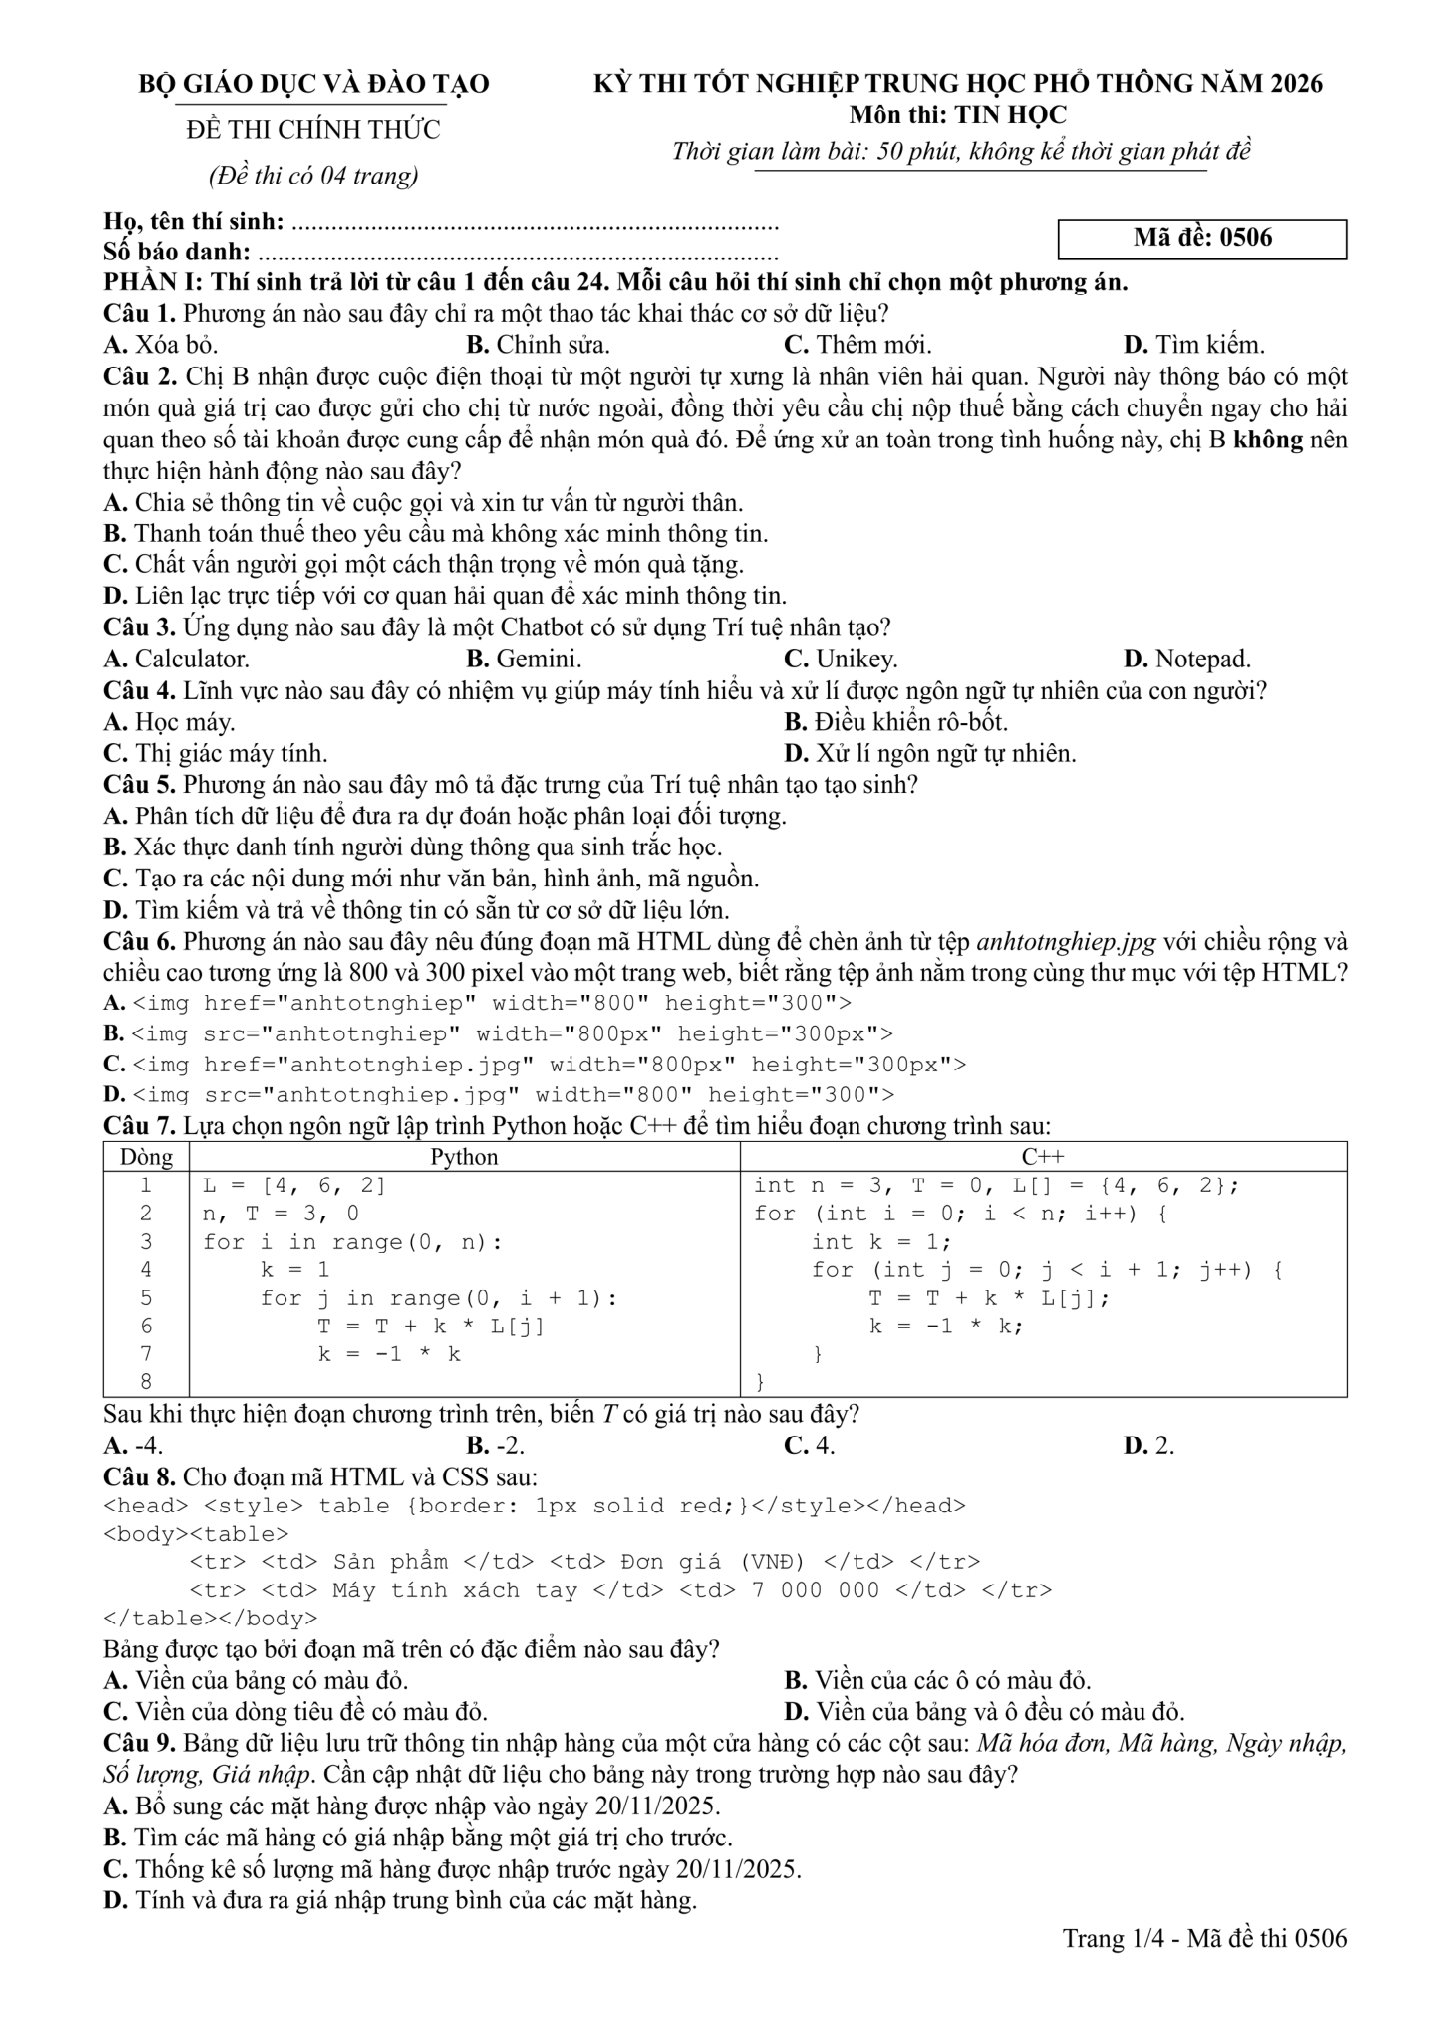 BỘ GIÁO DỤC VÀ ĐÀO TẠO
ĐỀ THI CHÍNH THỨC
(Đề thi có 04 trang)
KỲ THI TỐT NGHIỆP TRUNG HỌC PHỔ THÔNG NĂM 2026
Môn thi: TIN HỌC
Thời gian làm bài: 50 phút, không kể thời gian phát đề
Họ, tên thí sinh: ..........................................................................
Số báo danh: ..............................................................................
Mã đề: 0506
PHẦN I: Thí sinh trả lời từ câu 1 đến câu 24. Mỗi câu hỏi thí sinh chỉ chọn một phương án.
Câu 1. Phương án nào sau đây chỉ ra một thao tác khai thác cơ sở dữ liệu?
A. Xóa bỏ. B. Chỉnh sửa. C. Thêm mới. D. Tìm kiếm.
Câu 2. Chị B nhận được cuộc điện thoại từ một người tự xưng là nhân viên hải quan. Người này thông báo có một
món quà giá trị cao được gửi cho chị từ nước ngoài, đồng thời yêu cầu chị nộp thuế bằng cách chuyển ngay cho hải
quan theo số tài khoản được cung cấp để nhận món quà đó. Để ứng xử an toàn trong tình huống này, chị B không nên
thực hiện hành động nào sau đây?
A. Chia sẻ thông tin về cuộc gọi và xin tư vấn từ người thân.
B. Thanh toán thuế theo yêu cầu mà không xác minh thông tin.
C. Chất vấn người gọi một cách thận trọng về món quà tặng.
D. Liên lạc trực tiếp với cơ quan hải quan để xác minh thông tin.
Câu 3. Ứng dụng nào sau đây là một Chatbot có sử dụng Trí tuệ nhân tạo?
A. Calculator. B. Gemini. C. Unikey. D. Notepad.
Câu 4. Lĩnh vực nào sau đây có nhiệm vụ giúp máy tính hiểu và xử lí được ngôn ngữ tự nhiên của con người?
A. Học máy. B. Điều khiển rô-bốt.
C. Thị giác máy tính. D. Xử lí ngôn ngữ tự nhiên.
Câu 5. Phương án nào sau đây mô tả đặc trưng của Trí tuệ nhân tạo tạo sinh?
A. Phân tích dữ liệu để đưa ra dự đoán hoặc phân loại đối tượng.
B. Xác thực danh tính người dùng thông qua sinh trắc học.
C. Tạo ra các nội dung mới như văn bản, hình ảnh, mã nguồn.
D. Tìm kiếm và trả về thông tin có sẵn từ cơ sở dữ liệu lớn.
Câu 6. Phương án nào sau đây nêu đúng đoạn mã HTML dùng để chèn ảnh từ tệp anhtotnghiep.jpg với chiều rộng và
chiều cao tương ứng là 800 và 300 pixel vào một trang web, biết rằng tệp ảnh nằm trong cùng thư mục với tệp HTML?
A. <img href="anhtotnghiep" width="800" height="300">
B. <img src="anhtotnghiep" width="800px" height="300px">
C. <img href="anhtotnghiep.jpg" width="800px" height="300px">
D. <img src="anhtotnghiep.jpg" width="800" height="300">
Câu 7. Lựa chọn ngôn ngữ lập trình Python hoặc C++ để tìm hiểu đoạn chương trình sau:
Dòng Python C++
1 L = [4, 6, 2] int n = 3, T = 0, L[] = {4, 6, 2};
2 n, T = 3, 0 for (int i = 0; i < n; i++) {
3 for i in range(0, n): int k = 1;
4 k = 1 for (int j = 0; j < i + 1; j++) {
5 for j in range(0, i + 1): T = T + k * L[j];
6 T = T + k * L[j] k = -1 * k;
7 k = -1 * k }
8 }
Sau khi thực hiện đoạn chương trình trên, biến T có giá trị nào sau đây?
A. -4. B. -2. C. 4. D. 2.
Câu 8. Cho đoạn mã HTML và CSS sau:
<head> <style> table {border: 1px solid red;}</style></head>
<body><table>
<tr> <td> Sản phẩm </td> <td> Đơn giá (VNĐ) </td> </tr>
<tr> <td> Máy tính xách tay </td> <td> 7 000 000 </td> </tr>
</table></body>
Bảng được tạo bởi đoạn mã trên có đặc điểm nào sau đây?
A. Viền của bảng có màu đỏ. B. Viền của các ô có màu đỏ.
C. Viền của dòng tiêu đề có màu đỏ. D. Viền của bảng và ô đều có màu đỏ.
Câu 9. Bảng dữ liệu lưu trữ thông tin nhập hàng của một cửa hàng có các cột sau: Mã hóa đơn, Mã hàng, Ngày nhập,
Số lượng, Giá nhập. Cần cập nhật dữ liệu cho bảng này trong trường hợp nào sau đây?
A. Bổ sung các mặt hàng được nhập vào ngày 20/11/2025.
B. Tìm các mã hàng có giá nhập bằng một giá trị cho trước.
C. Thống kê số lượng mã hàng được nhập trước ngày 20/11/2025.
D. Tính và đưa ra giá nhập trung bình của các mặt hàng.
Trang 1/4 - Mã đề thi 0506